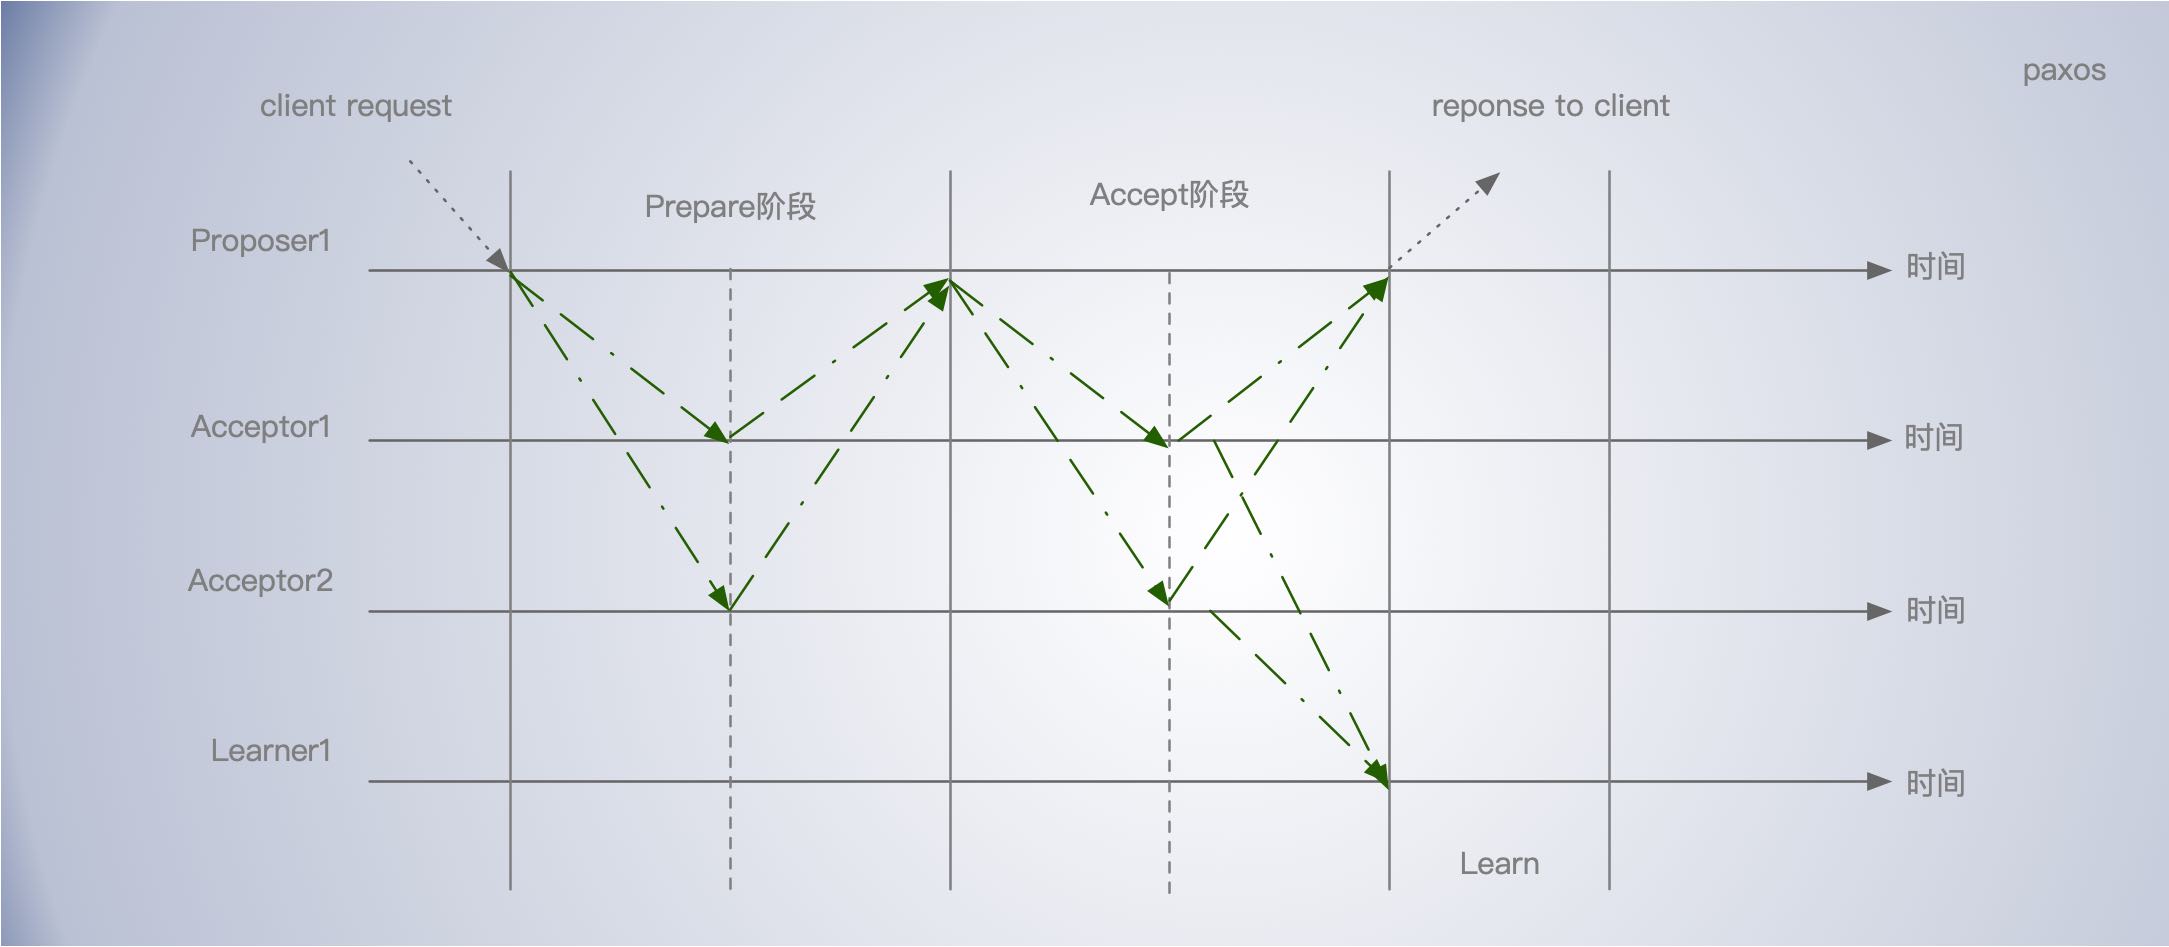 paxos
client request
reponse to client
Prepare阶段
Accept阶段
Proposer1
时间
Acceptor1
时间
Acceptor2
时间
Learner1
时间
Learn